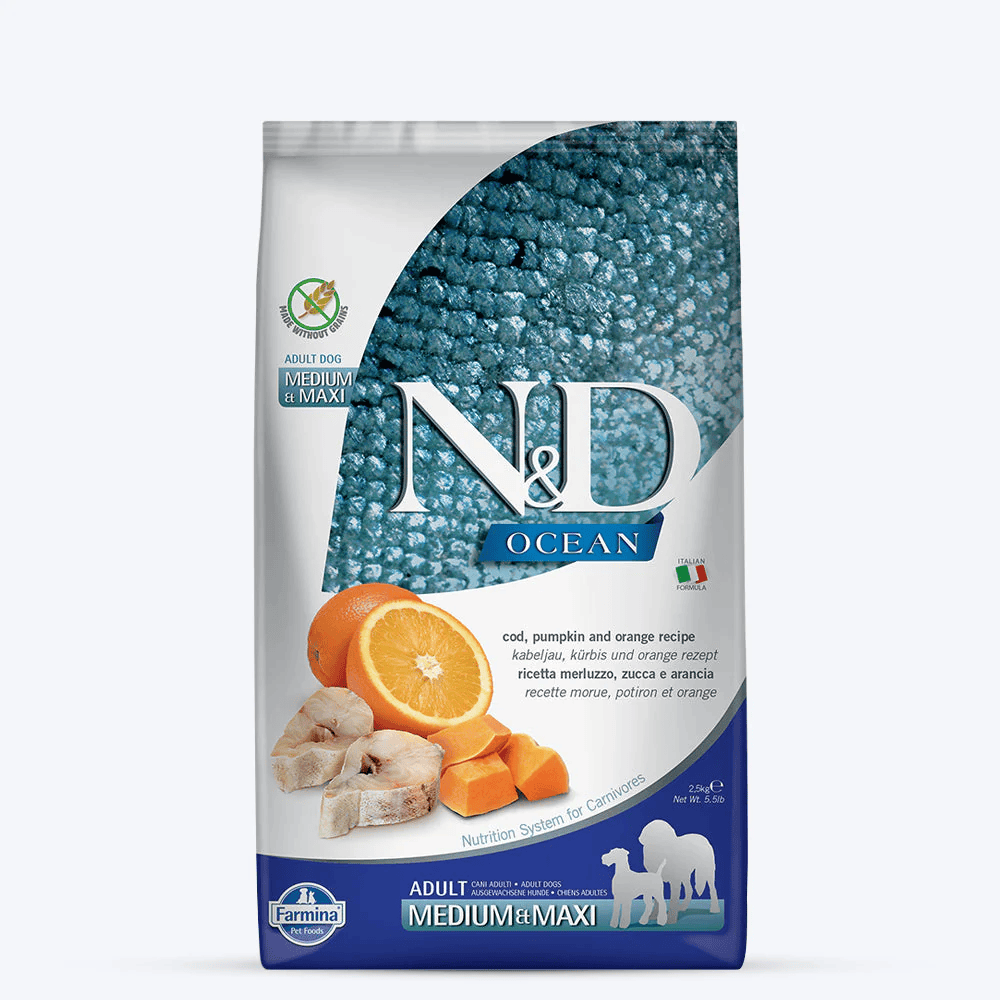 MADE WITHOUT GRAINS
ADULT DOG
MEDIUM
& MAXI
N&D
OCEAN
ITALIAN
FORMULA
cod, pumpkin and orange recipe
kabeljau, kürbis und orange rezept
ricetta merluzzo, zucca e arancia
recette morue, potiron et orange
2,5kg℮
Net Wt. 5.5lb
Nutrition System for Carnivores
ADULT CANI ADULTI • ADULT DOGS
AUSGEWACHSENE HUNDE • CHIENS ADULTES
MEDIUM & MAXI
Farmina®
Pet Foods